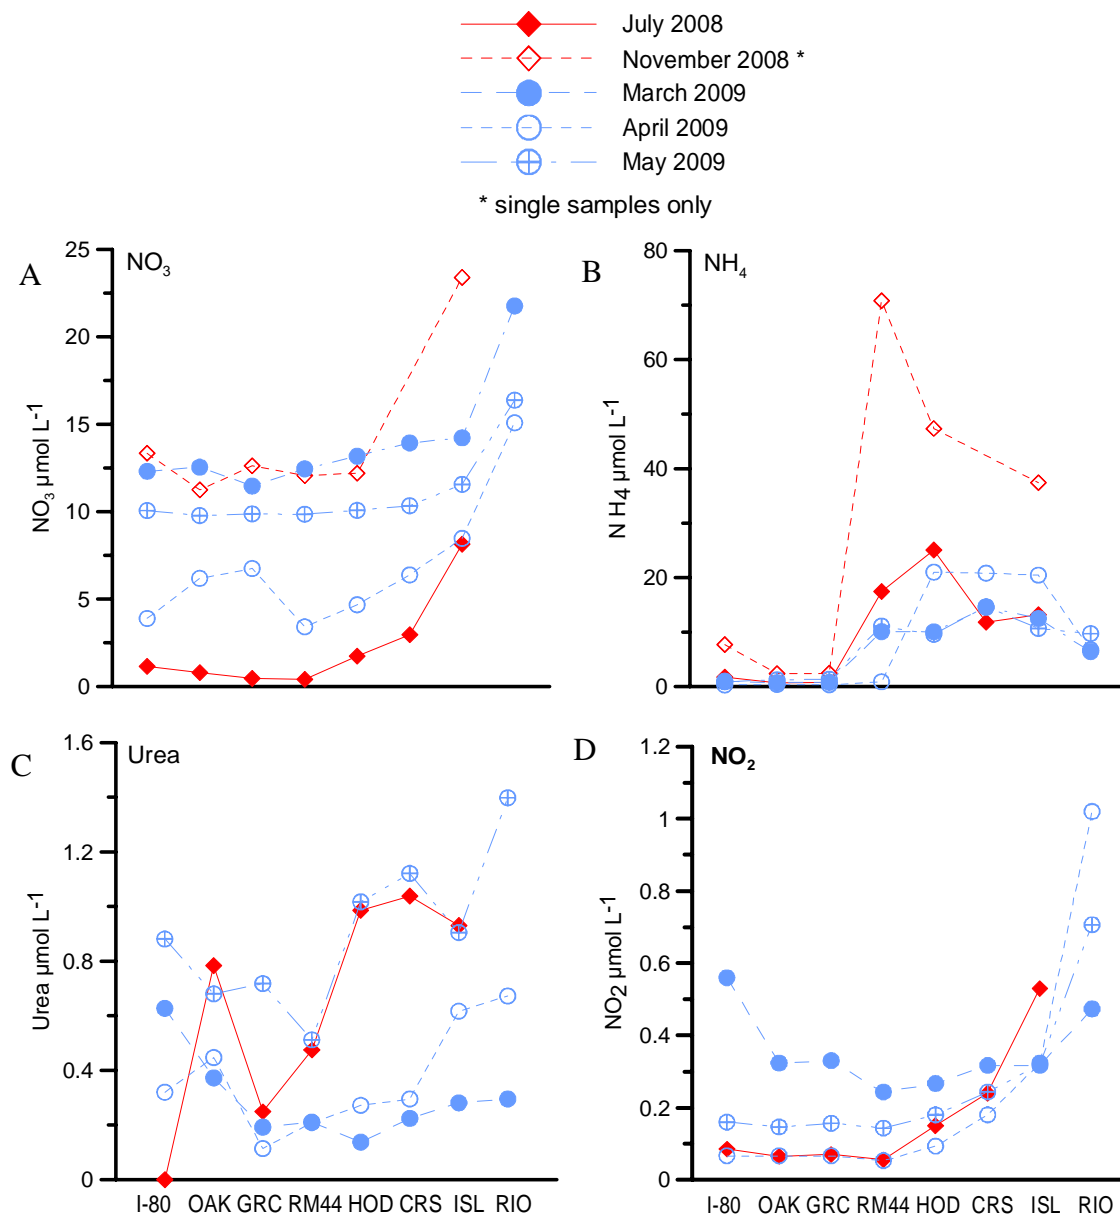 July 2008
November 2008 *
March 2009
April 2009
May 2009
* single samples only
A
NO3
25
20
15
10
5
0
NO3 µmol L-1
B
NH4
80
60
40
20
0
N H4 µmol L-1
C
Urea
1.6
1.2
0.8
0.4
0
Urea µmol L-1
I-80 OAK GRC RM44 HOD CRS ISL RIO
D
NO2
1.2
1
0.8
0.6
0.4
0.2
0
NO2 µmol L-1
I-80 OAK GRC RM44 HOD CRS ISL RIO